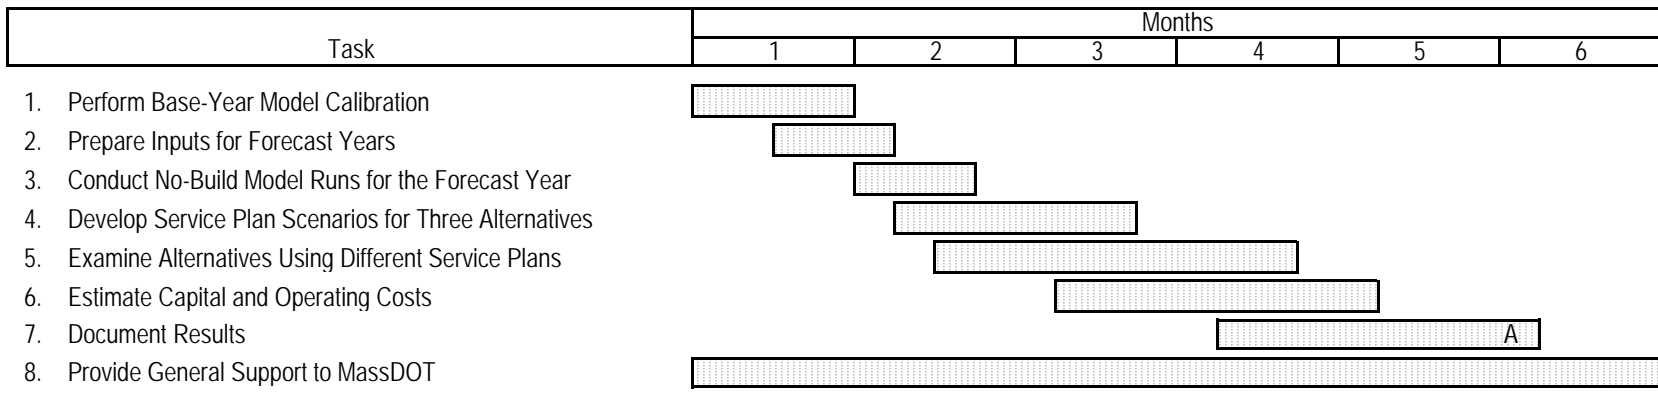 Months
Task 1 2 3 4 5 6
1. Perform Base-Year Model Calibration
2. Prepare Inputs for Forecast Years
3. Conduct No-Build Model Runs for the Forecast Year
4. Develop Service Plan Scenarios for Three Alternatives
5. Examine Alternatives Using Different Service Plans
6. Estimate Capital and Operating Costs
7. Document Results A
8. Provide General Support to MassDOT